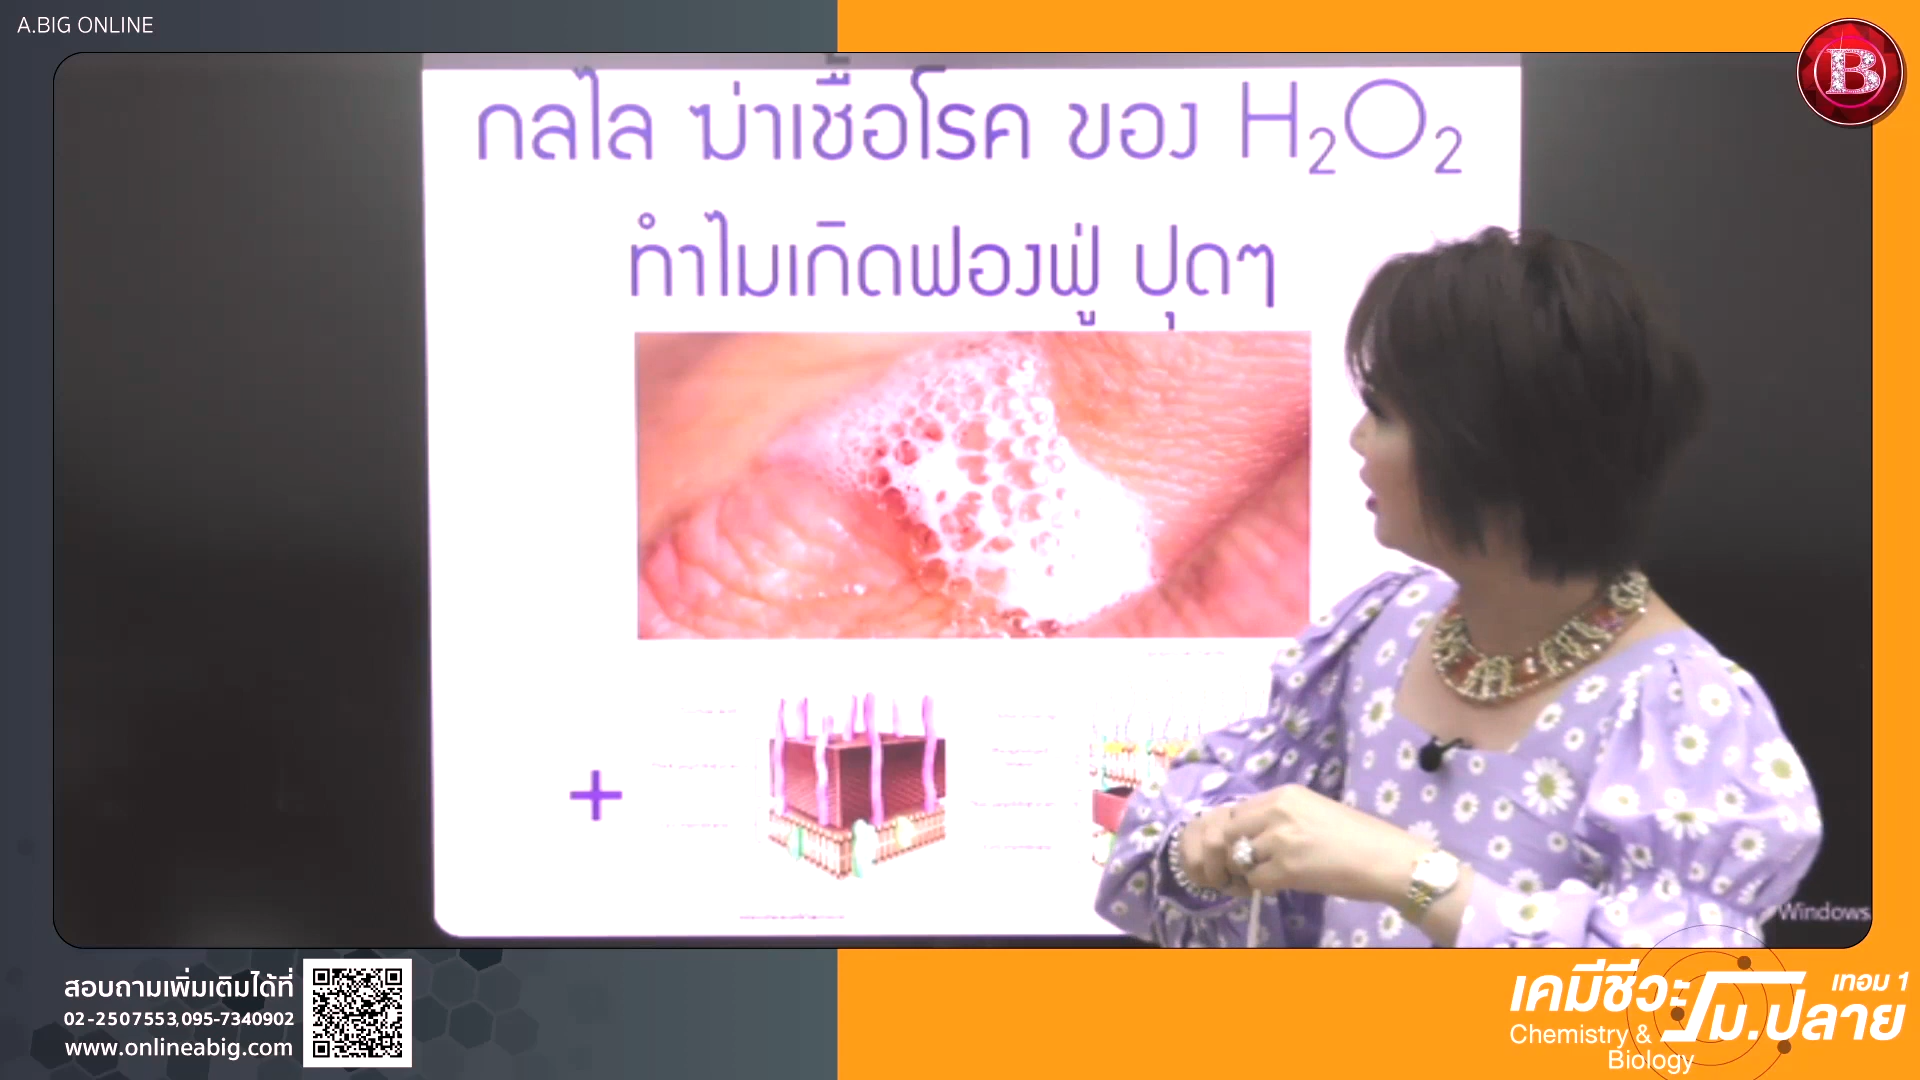 A.BIG ONLINE
B
กลไล ฆ่าเชื้อโรค ของ H₂O₂
ทำไมเกิดฟองฟู่ ปุดๆ
+
Windows
สอบถามเพิ่มเติมได้ที่
02-2507553,095-7340902
www.onlineabig.com
เคมีชีวะ ม.ปลาย เทอม 1
Chemistry &
Biology